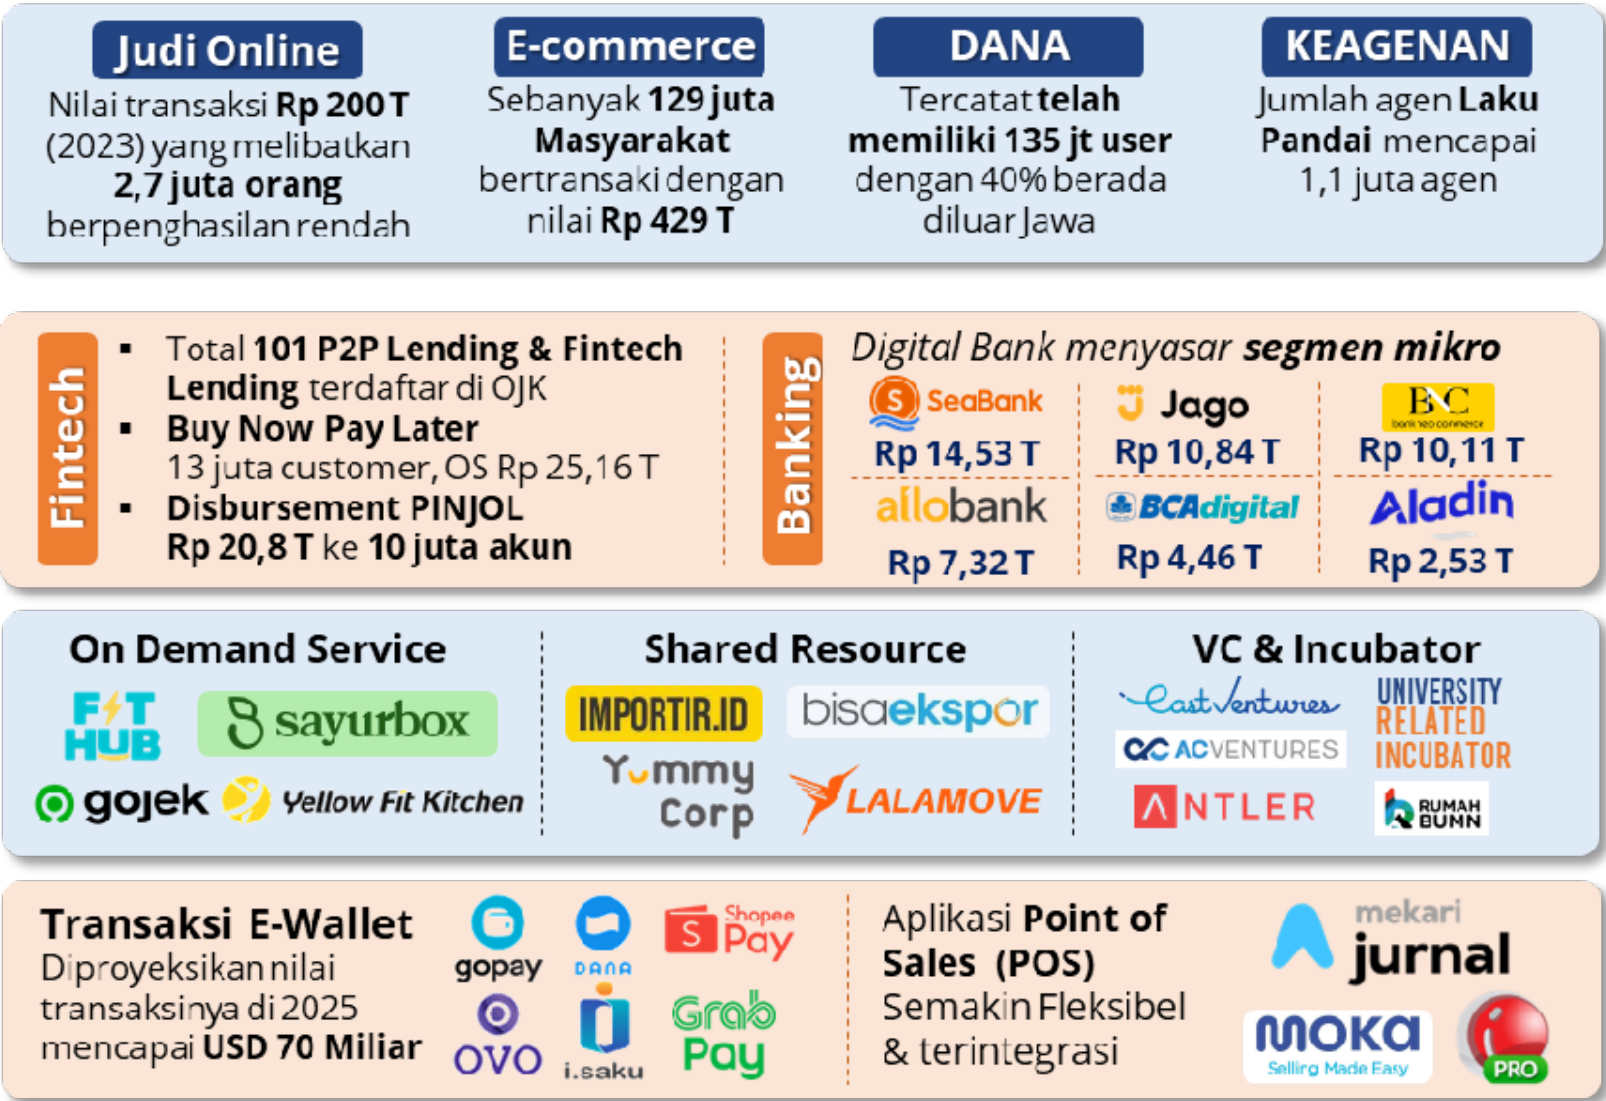 Judi Online
Nilai transaksi Rp 200 T
(2023) yang melibatkan
2,7 juta orang
berpenghasilan rendah
E-commerce
Sebanyak 129 juta
Masyarakat
bertransaki dengan
nilai Rp 429 T
DANA
Tercatat telah
memiliki 135 jt user
dengan 40% berada
diluar Jawa
KEAGENAN
Jumlah agen Laku
Pandai mencapai
1,1 juta agen
Fintech
▪ Total 101 P2P Lending & Fintech
Lending terdaftar di OJK
▪ Buy Now Pay Later
13 juta customer, OS Rp 25,16 T
▪ Disbursement PINJOL
Rp 20,8 T ke 10 juta akun
Banking
Digital Bank menyasar segmen mikro
SeaBank
Rp 14,53 T
Jago
Rp 10,84 T
BNC
bank neo commerce
Rp 10,11 T
allobank
Rp 7,32 T
BCAdigital
Rp 4,46 T
Aladin
Rp 2,53 T
On Demand Service
FIT
HUB
sayurbox
gojek
Yellow Fit Kitchen
Shared Resource
IMPORTIR.ID
bisaekspor
Yummy
Corp
LALAMOVE
VC & Incubator
East Ventures
UNIVERSITY
RELATED
INCUBATOR
AC VENTURES
ANTLER
RUMAH
BUMN
Transaksi E-Wallet
Diproyeksikan nilai
transaksinya di 2025
mencapai USD 70 Miliar
gopay
DANA
S
Shopee
Pay
OVO
i.saku
Grab
Pay
Aplikasi Point of
Sales (POS)
Semakin Fleksibel
& terintegrasi
mekari
jurnal
MOKA
Selling Made Easy
PRO